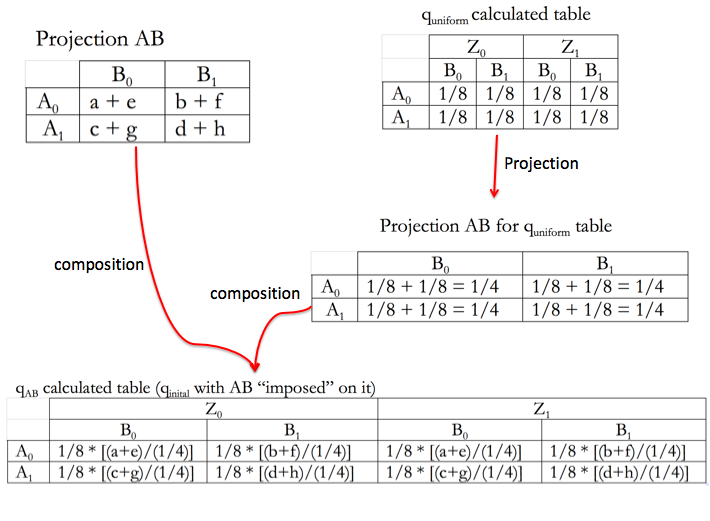 q_uniform calculated table
Projection AB
Z₀ Z₁
B₀ B₁
B₀ B₁ B₀ B₁
A₀ a + e b + f
A₀ 1/8 1/8 1/8 1/8
A₁ c + g d + h
A₁ 1/8 1/8 1/8 1/8
Projection
Projection AB for q_uniform table
B₀ B₁
composition
A₀ 1/8 + 1/8 = 1/4 1/8 + 1/8 = 1/4
composition
A₁ 1/8 + 1/8 = 1/4 1/8 + 1/8 = 1/4
q_AB calculated table (q_inital with AB “imposed” on it)
Z₀ Z₁
B₀ B₁ B₀ B₁
A₀ 1/8 * [(a+e)/(1/4)] 1/8 * [(b+f)/(1/4)] 1/8 * [(a+e)/(1/4)] 1/8 * [(b+f)/(1/4)]
A₁ 1/8 * [(c+g)/(1/4)] 1/8 * [(d+h)/(1/4)] 1/8 * [(c+g)/(1/4)] 1/8 * [(d+h)/(1/4)]